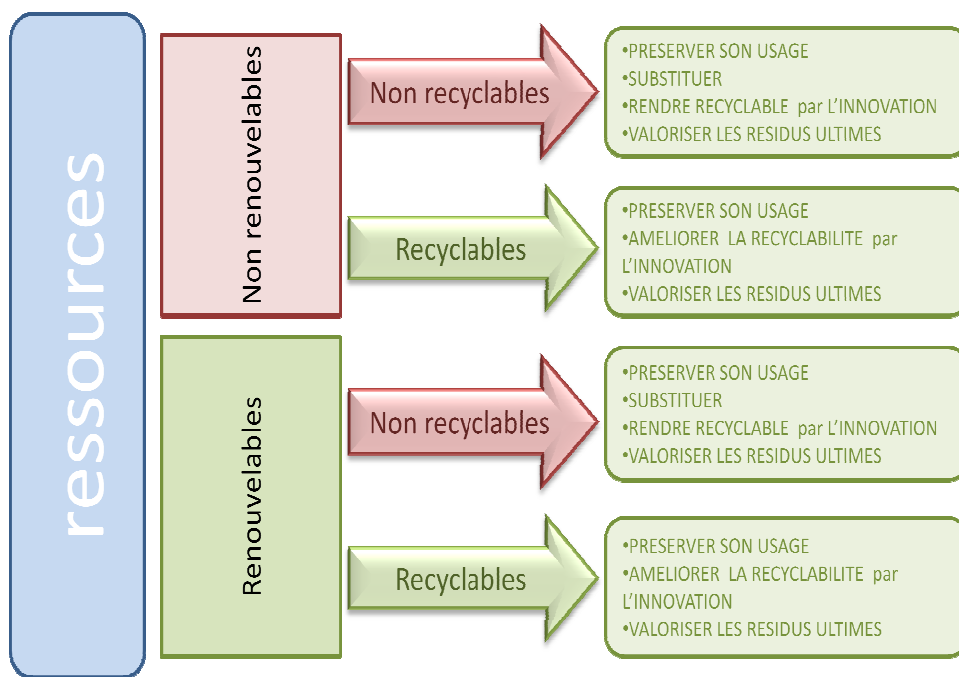 ressources
Non renouvelables
Non recyclables
•PRESERVER SON USAGE
•SUBSTITUER
•RENDRE RECYCLABLE par L’INNOVATION
•VALORISER LES RESIDUS ULTIMES
Recyclables
•PRESERVER SON USAGE
•AMELIORER LA RECYCLABILITE par
L’INNOVATION
•VALORISER LES RESIDUS ULTIMES
Renouvelables
Non recyclables
•PRESERVER SON USAGE
•SUBSTITUER
•RENDRE RECYCLABLE par L’INNOVATION
•VALORISER LES RESIDUS ULTIMES
Recyclables
•PRESERVER SON USAGE
•AMELIORER LA RECYCLABILITE par
L’INNOVATION
•VALORISER LES RESIDUS ULTIMES